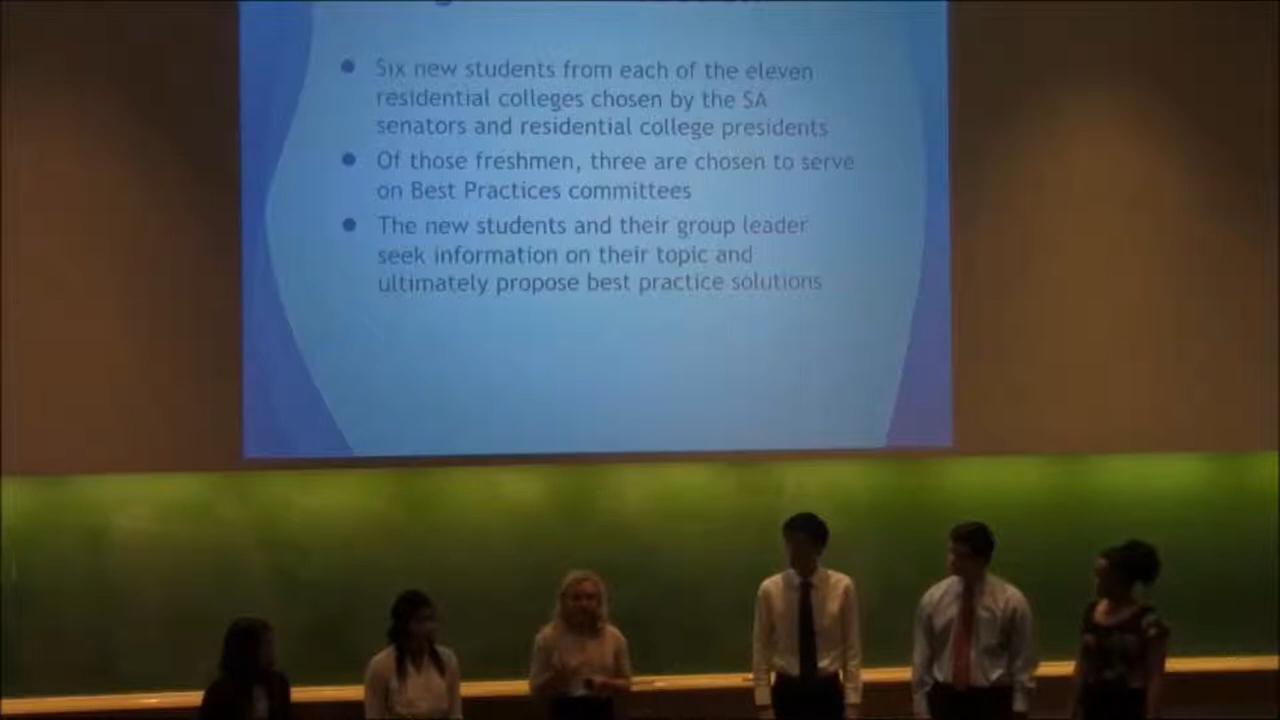 Six new students from each of the eleven
residential colleges chosen by the SA
senators and residential college presidents
Of those freshmen, three are chosen to serve
on Best Practices committees
The new students and their group leader
seek information on their topic and
ultimately propose best practice solutions